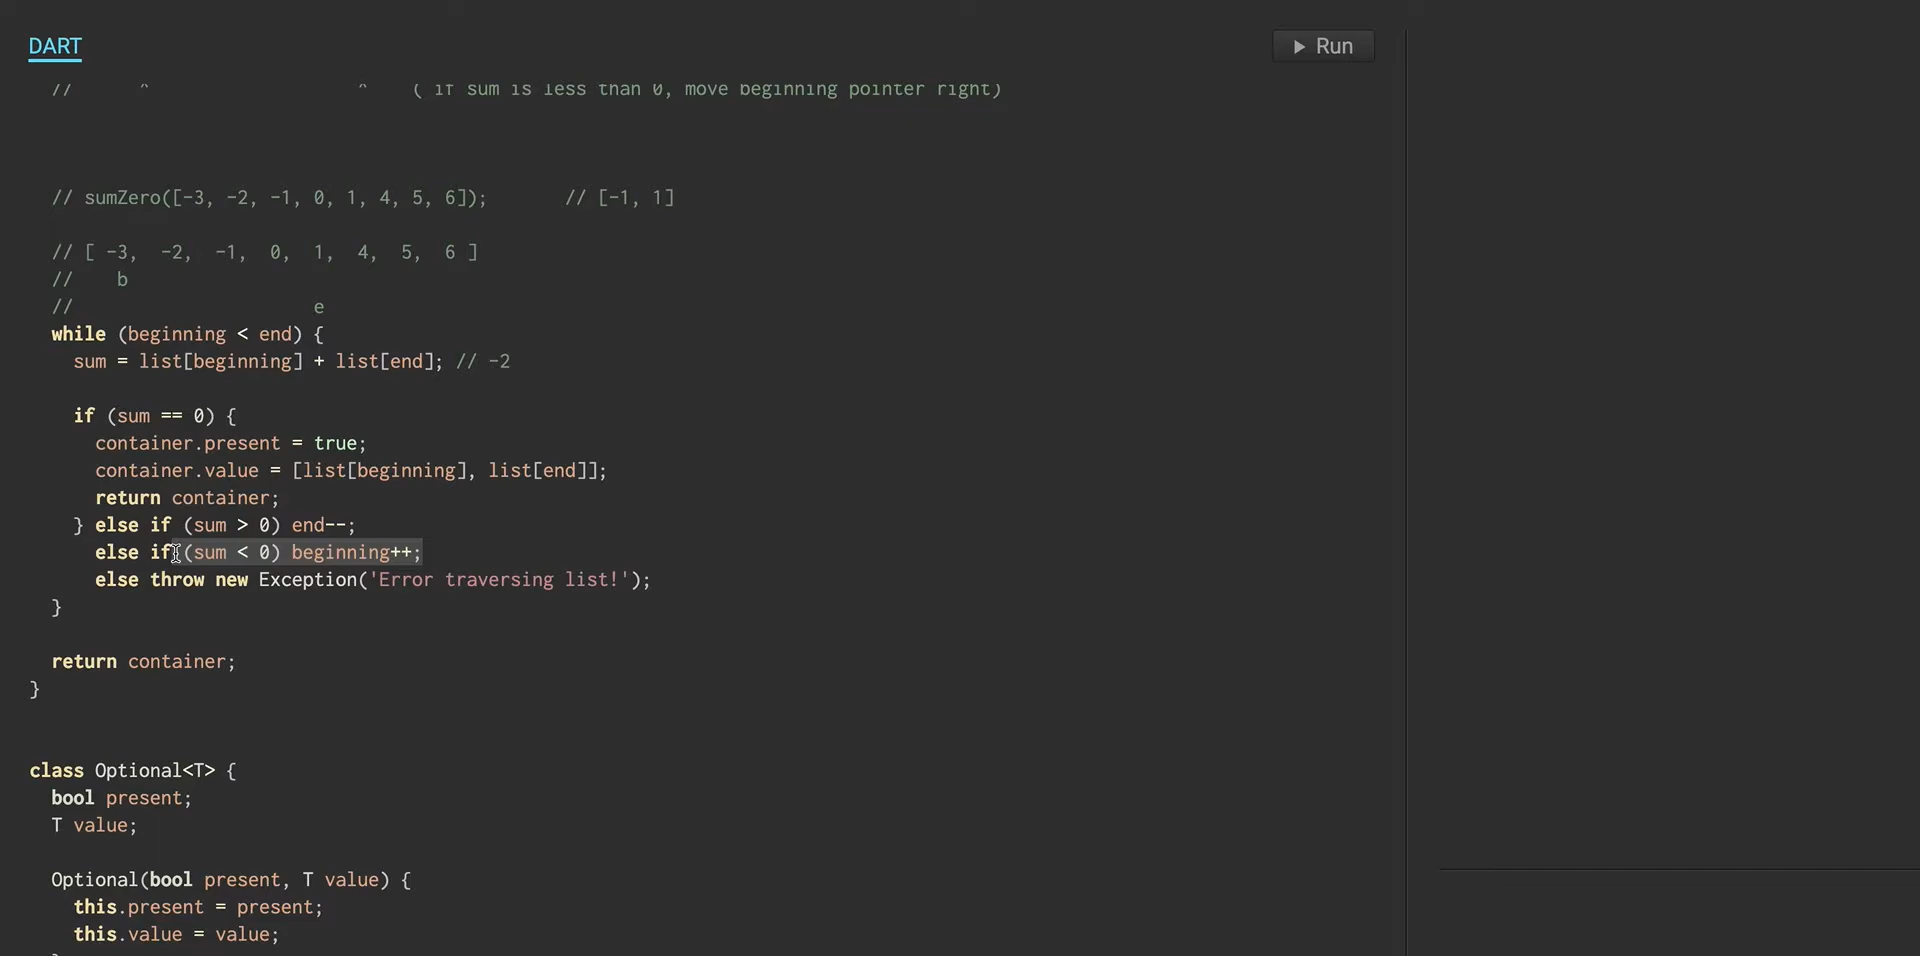 DART
Run
// ^ ^ ( if sum is less than 0, move beginning pointer right)
// sumZero([-3, -2, -1, 0, 1, 4, 5, 6]); // [-1, 1]
// [ -3, -2, -1, 0, 1, 4, 5, 6 ]
// b
// e
while (beginning < end) {
sum = list[beginning] + list[end]; // -2
if (sum == 0) {
container.present = true;
container.value = [list[beginning], list[end]];
return container;
} else if (sum > 0) end--;
else if (sum < 0) beginning++;
else throw new Exception('Error traversing list!');
}
return container;
}
class Optional<T> {
bool present;
T value;
Optional(bool present, T value) {
this.present = present;
this.value = value;
}